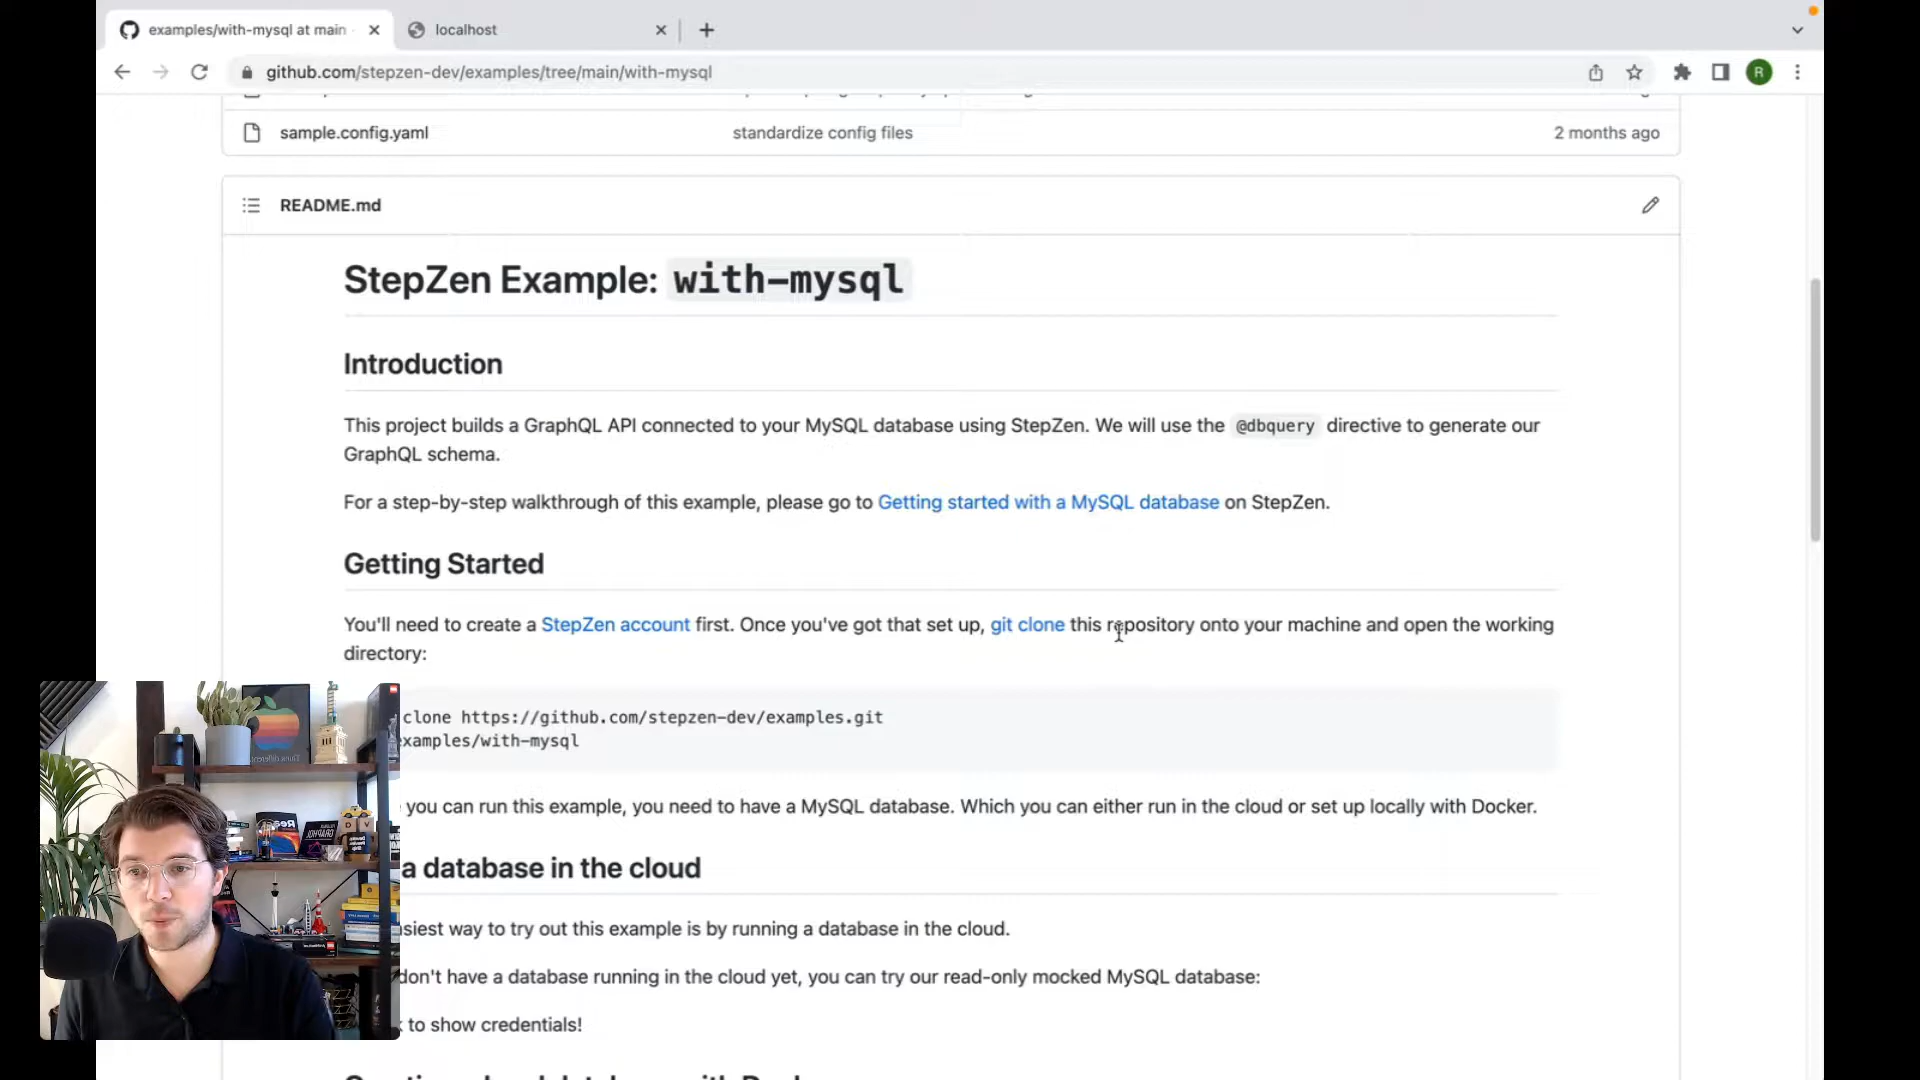 examples/with-mysql at main
localhost
github.com/stepzen-dev/examples/tree/main/with-mysql
R
sample.config.yaml standardize config files 2 months ago
README.md
StepZen Example: with-mysql
Introduction
This project builds a GraphQL API connected to your MySQL database using StepZen. We will use the @dbquery directive to generate our
GraphQL schema.
For a step-by-step walkthrough of this example, please go to Getting started with a MySQL database on StepZen.
Getting Started
You'll need to create a StepZen account first. Once you've got that set up, git clone this repository onto your machine and open the working
directory:
clone https://github.com/stepzen-dev/examples.git
xamples/with-mysql
you can run this example, you need to have a MySQL database. Which you can either run in the cloud or set up locally with Docker.
a database in the cloud
siest way to try out this example is by running a database in the cloud.
don't have a database running in the cloud yet, you can try our read-only mocked MySQL database:
to show credentials!